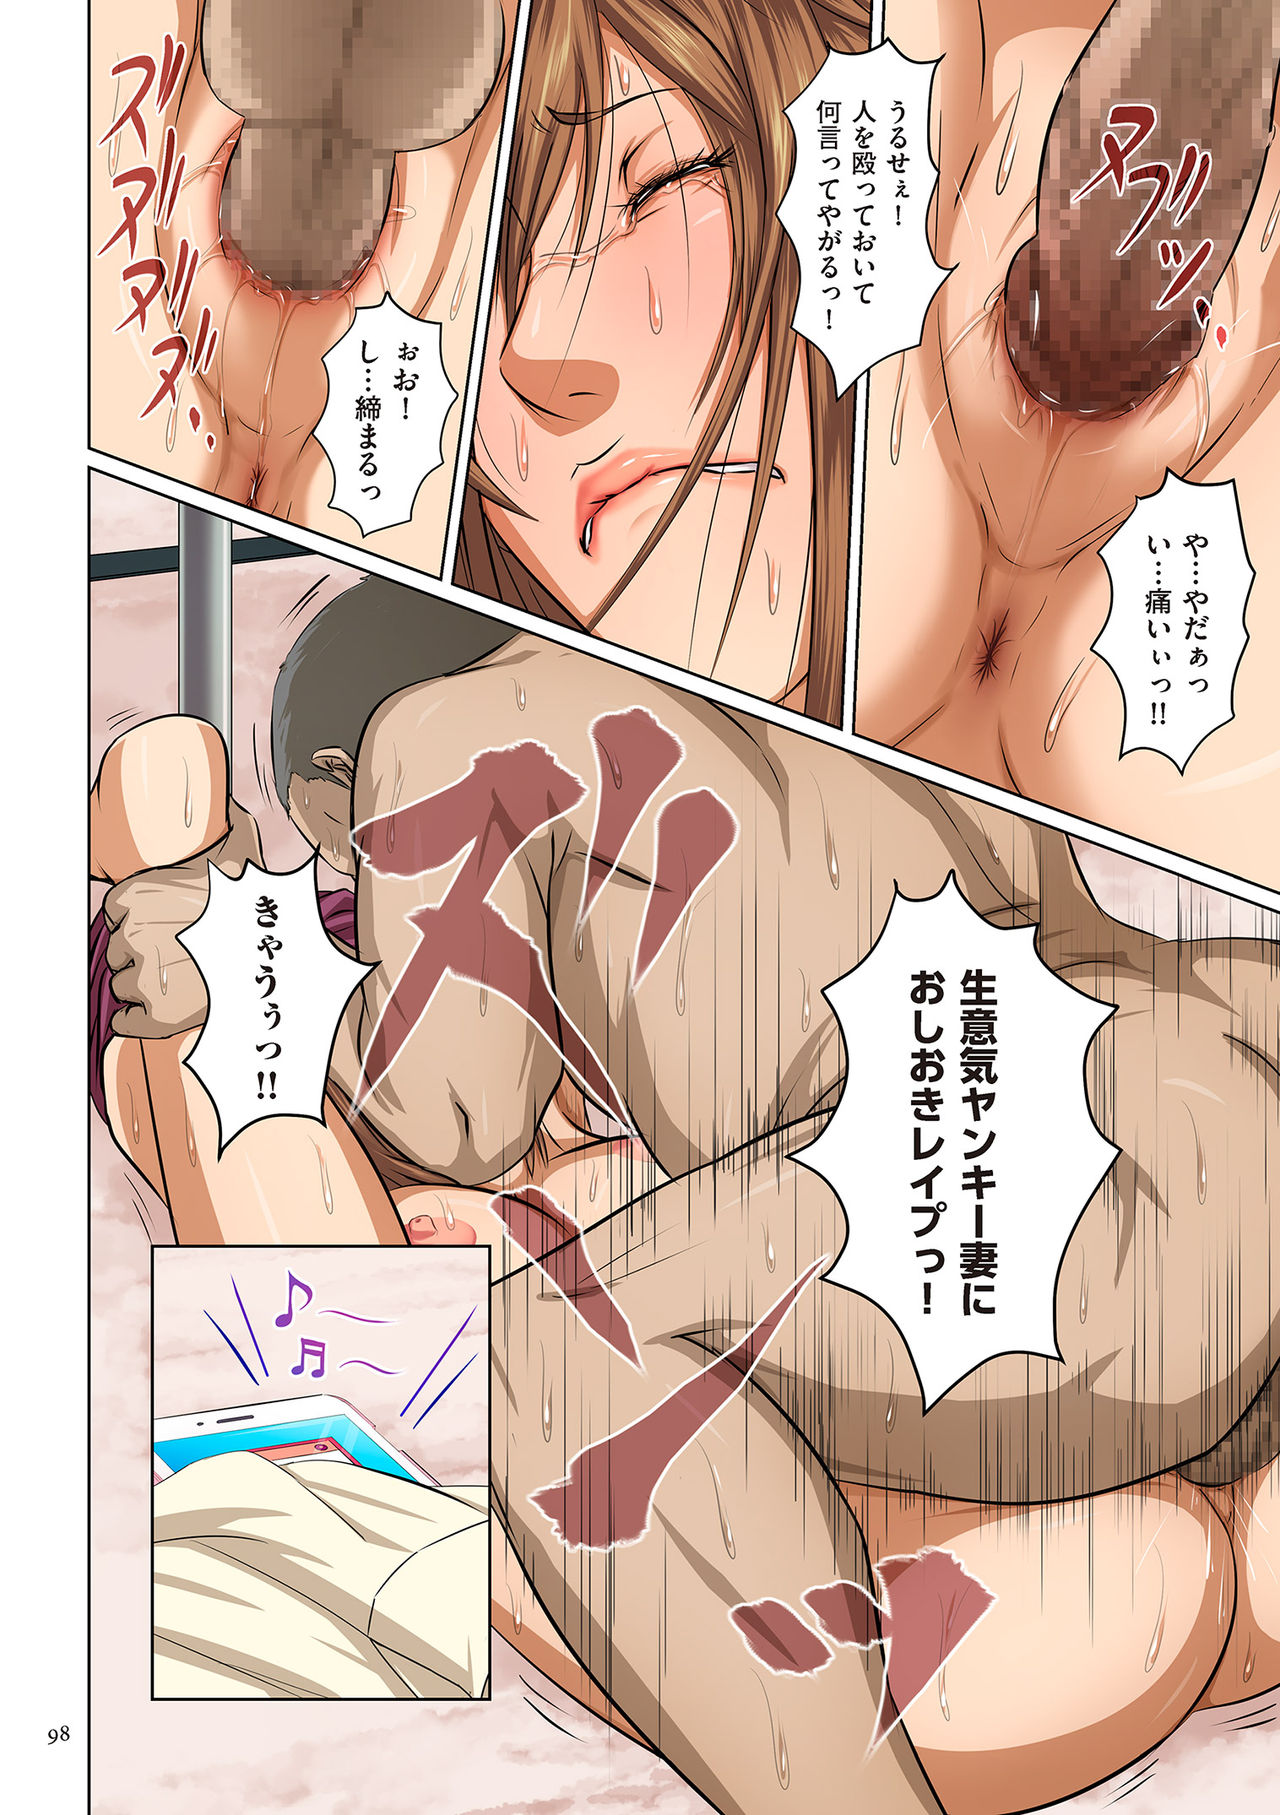 ヌブッ
や…やだぁっ
い…痛いぃっ!!
うるせぇ！
人を殴っておいて
何言ってやがるっ！
ズヌヌヌ
ぉお！
し…締まるっ
生意気ヤンキー妻に
おしおきレイプっ！
ズンッ
きゃうぅっ!!
98